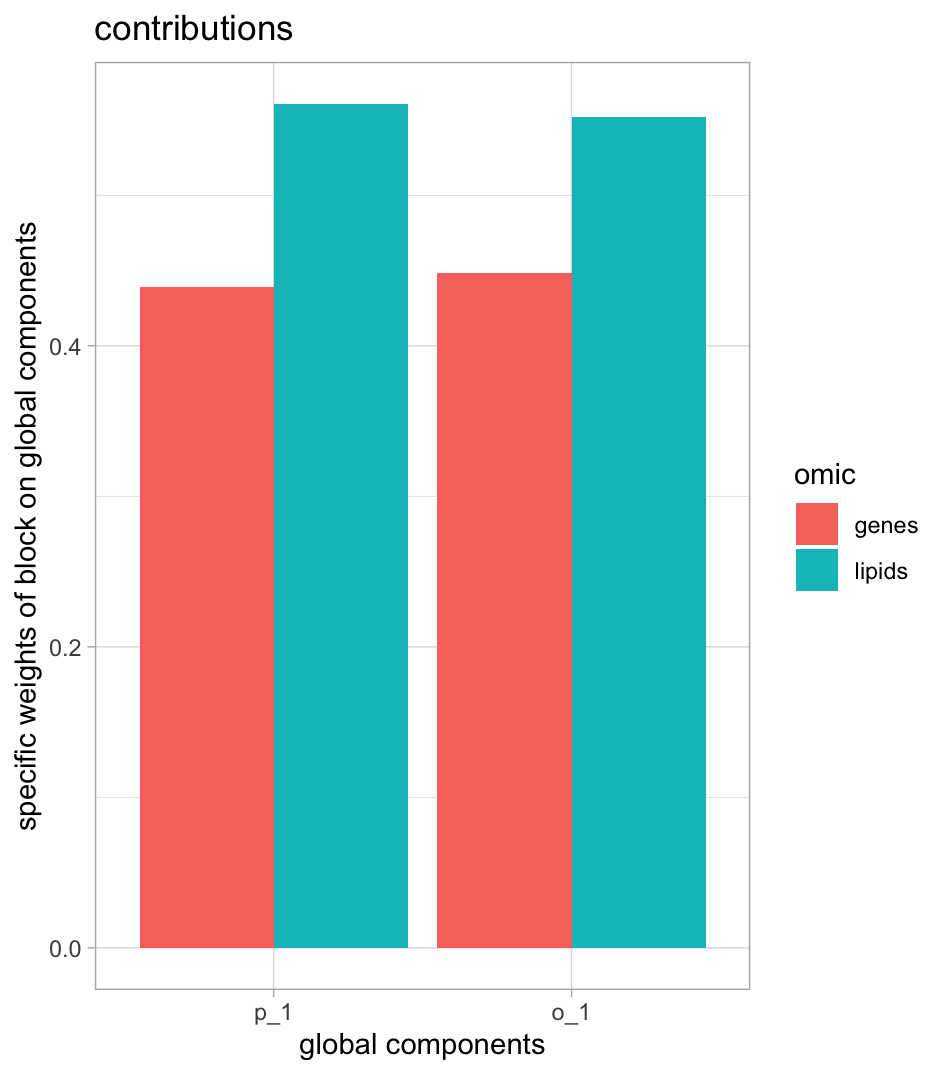 contributions
specific weights of block on global components
0.4
0.2
0.0
p_1
o_1
global components
omic
genes
lipids